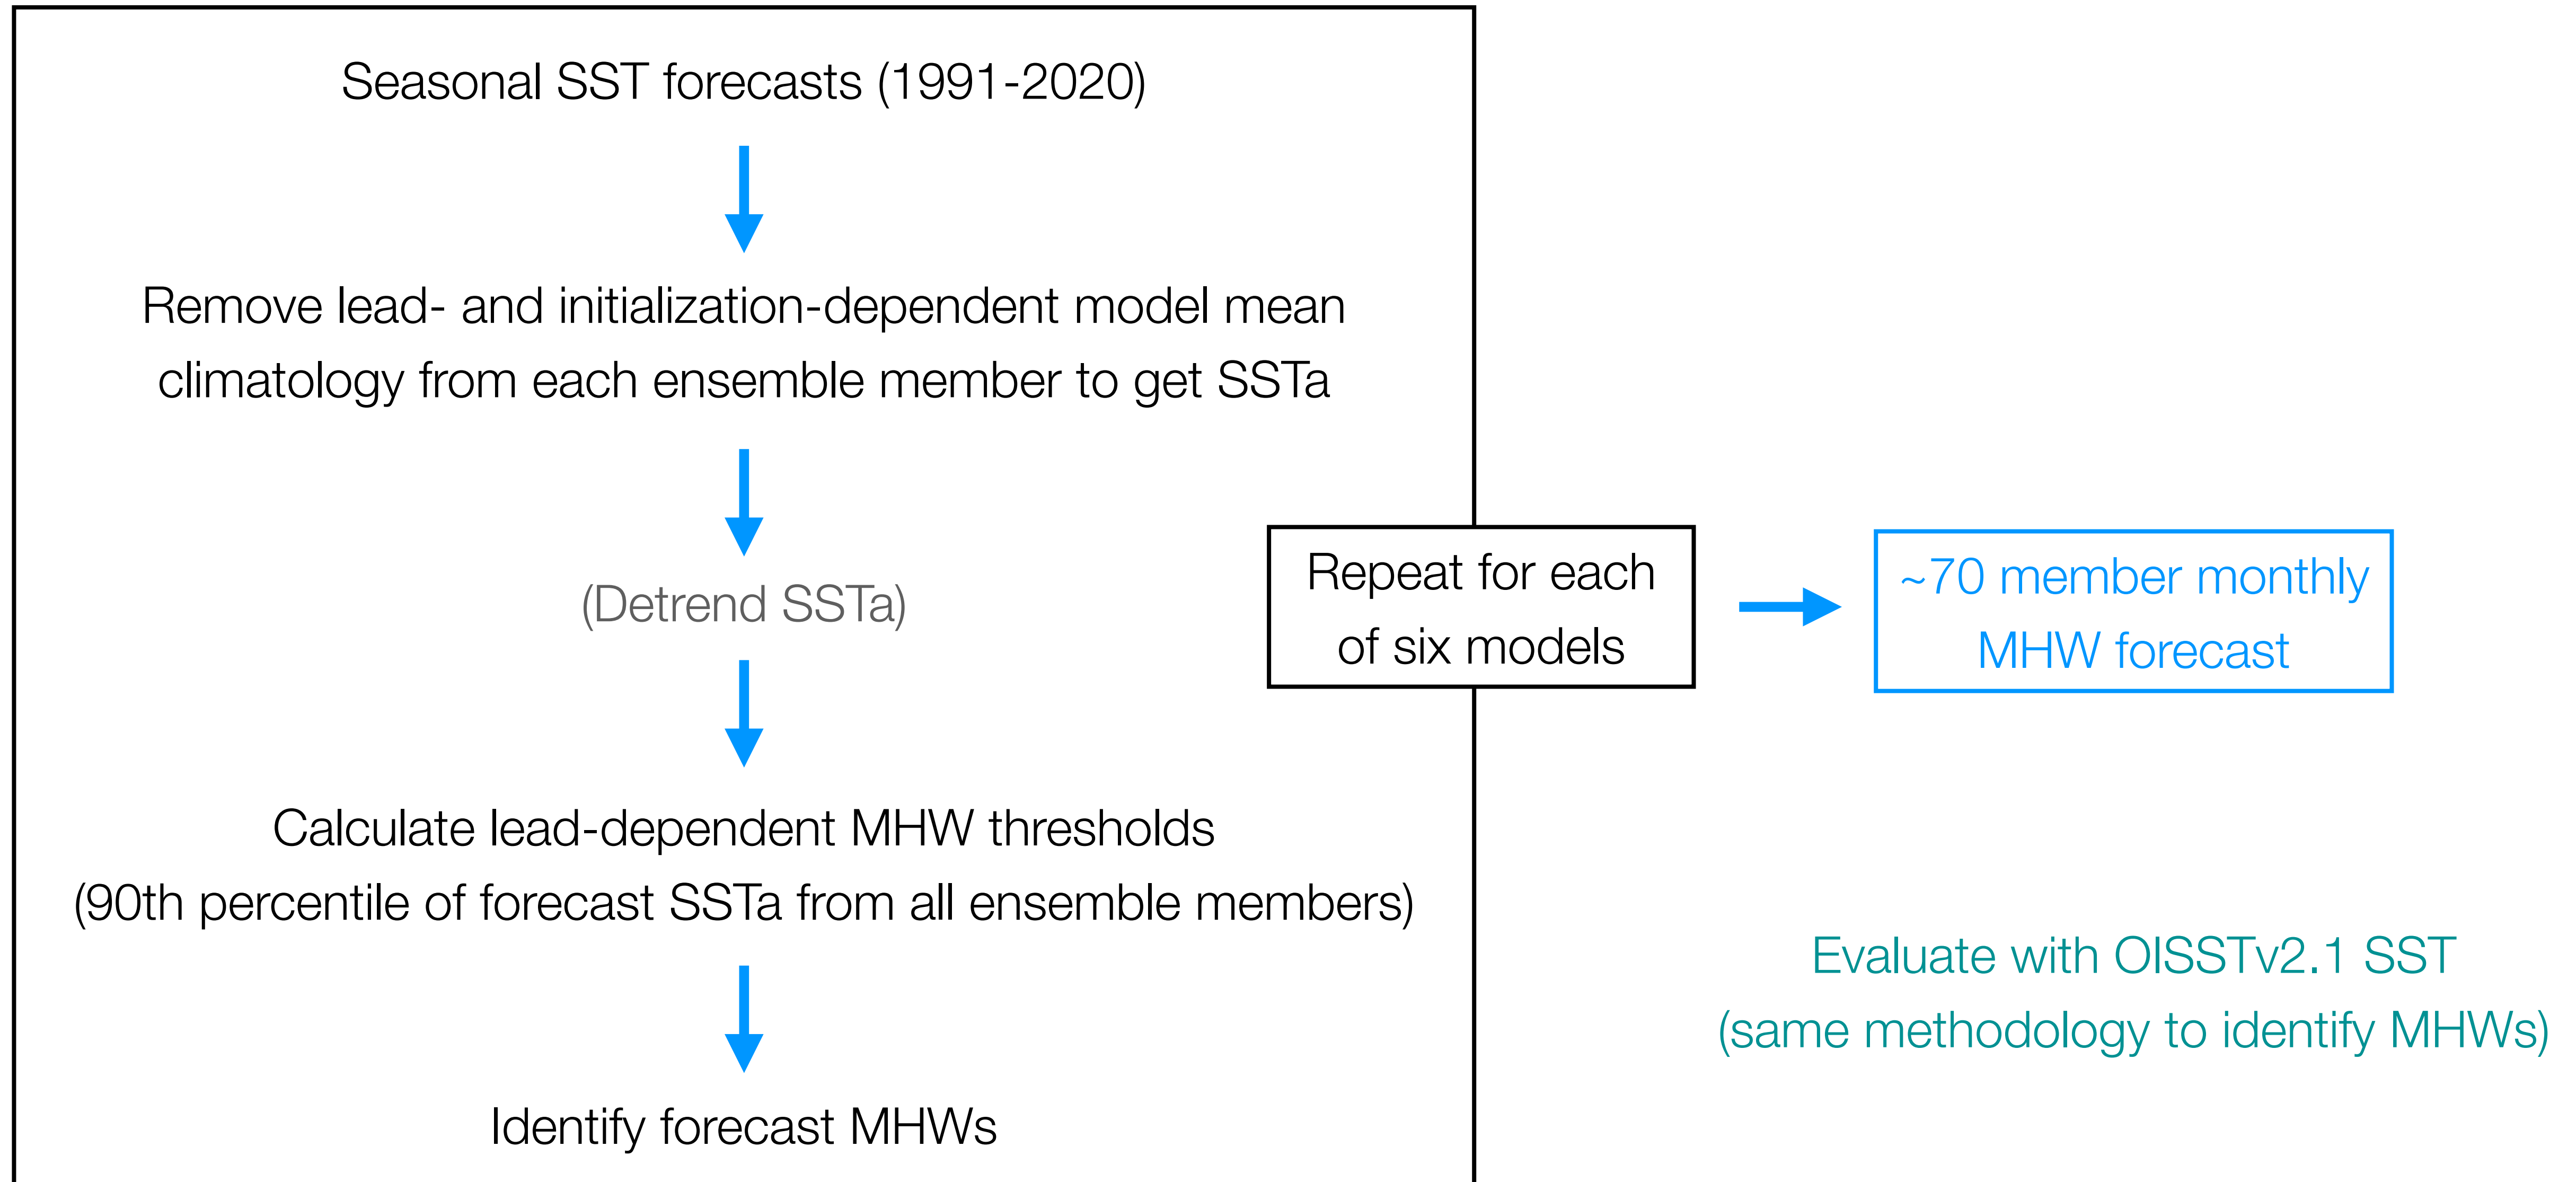 Seasonal SST forecasts (1991-2020)
Remove lead- and initialization-dependent model mean
climatology from each ensemble member to get SSTa
(Detrend SSTa)
Calculate lead-dependent MHW thresholds
(90th percentile of forecast SSTa from all ensemble members)
Identify forecast MHWs
Repeat for each
of six models
~70 member monthly
MHW forecast
Evaluate with OISSTv2.1 SST
(same methodology to identify MHWs)